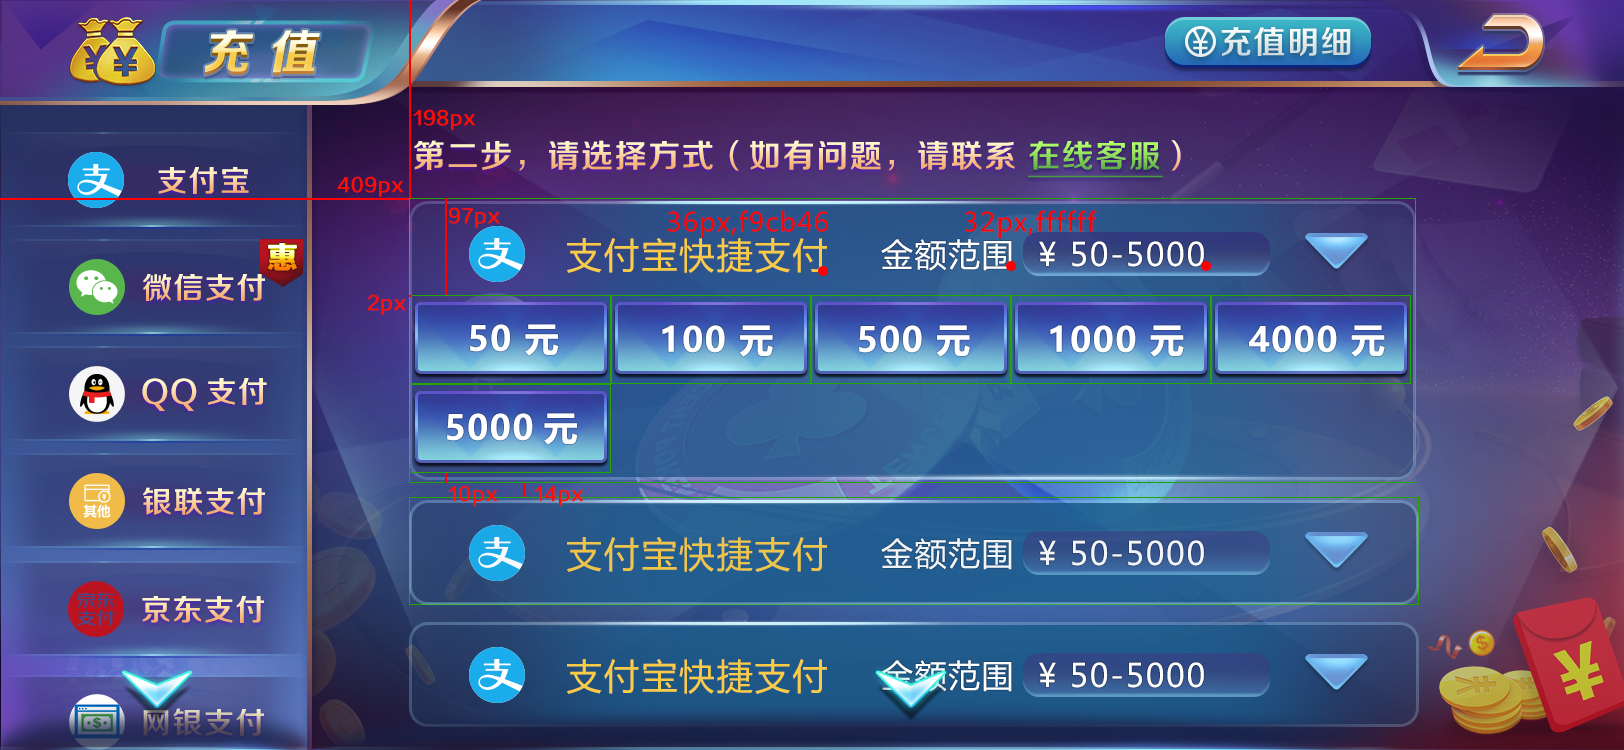 充值
¥充值明细
198px
第二步，请选择方式（如有问题，请联系 在线客服）
支付宝
409px
97px
36px,f9cb46
32px,ffffff
支付宝快捷支付 金额范围 ¥ 50-5000
惠
微信支付
2px
50 元
100 元
500 元
1000 元
4000 元
QQ 支付
5000 元
其他
银联支付
10px
14px
支付宝快捷支付 金额范围 ¥ 50-5000
京东支付
京东支付
支付宝快捷支付 金额范围 ¥ 50-5000
网银支付